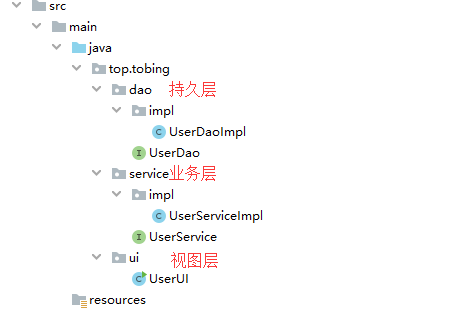 src
main
java
top.tobing
dao 持久层
impl
UserDaoImpl
UserDao
service业务层
impl
UserServiceImpl
UserService
ui 视图层
UserUI
resources